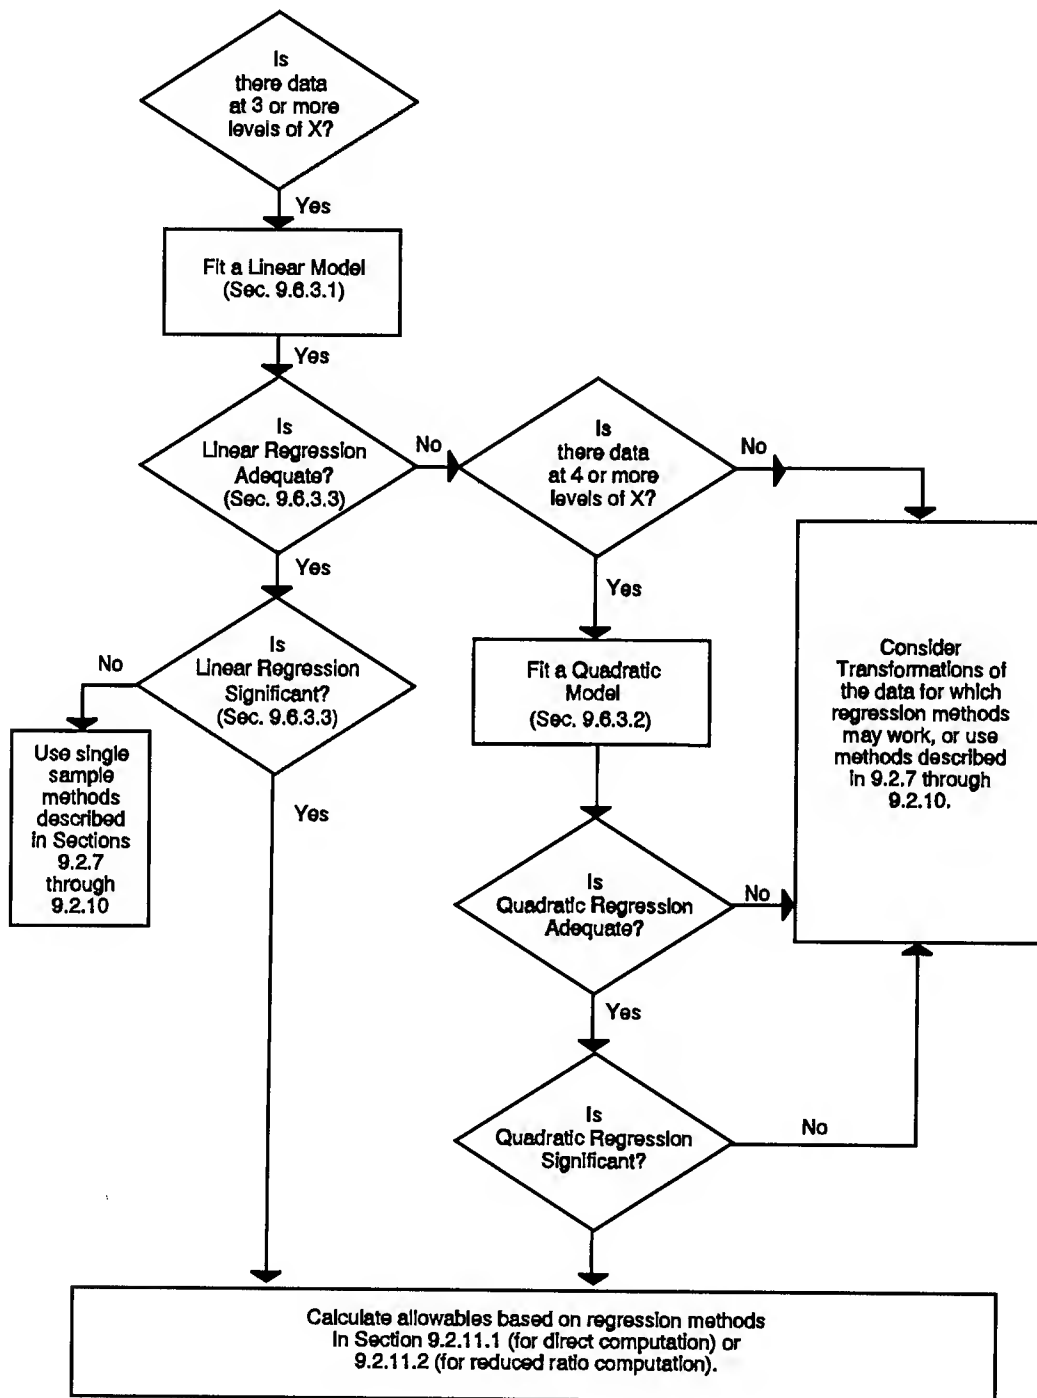 Is
there data
at 3 or more
levels of X?
Yes
Fit a Linear Model
(Sec. 9.6.3.1)
Yes
Is
Linear Regression
Adequate?
(Sec. 9.6.3.3)
No
Is
there data
at 4 or more
levels of X?
No
Yes
Yes
Is
Linear Regression
Significant?
(Sec. 9.6.3.3)
No
Fit a Quadratic
Model
(Sec. 9.6.3.2)
Consider
Transformations of
the data for which
regression methods
may work, or use
methods described
in 9.2.7 through
9.2.10.
Use single
sample
methods
described
in Sections
9.2.7
through
9.2.10
Yes
Is
Quadratic Regression
Adequate?
No
Yes
Is
Quadratic Regression
Significant?
No
Calculate allowables based on regression methods
in Section 9.2.11.1 (for direct computation) or
9.2.11.2 (for reduced ratio computation).